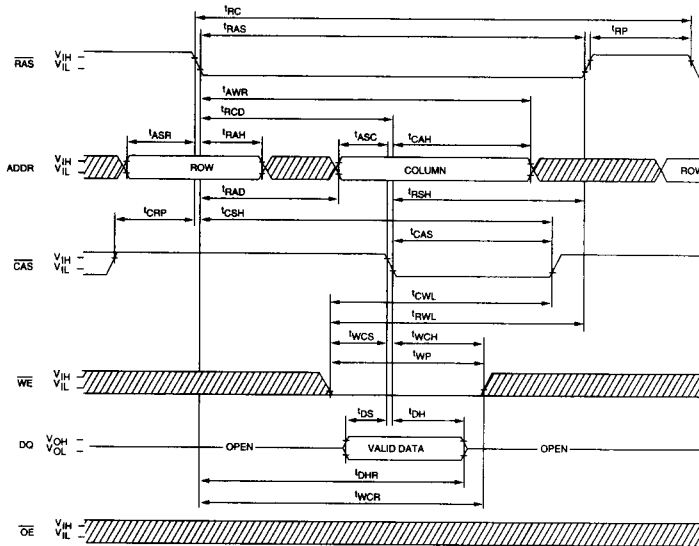 tRC
tRAS
tRP
RAS VIH VIL
tAWR
tRCD
tASR tRAH tASC tCAH
ADDR VIH VIL ROW COLUMN ROW
tRAD tRSH
tCRP tCSH
tCAS
CAS VIH VIL
tCWL
tRWL
tWCS tWCH
tWP
WE VIH VIL
tDS tDH
DQ VOH VOL OPEN VALID DATA OPEN
tDHR
tWCR
OE VIH VIL